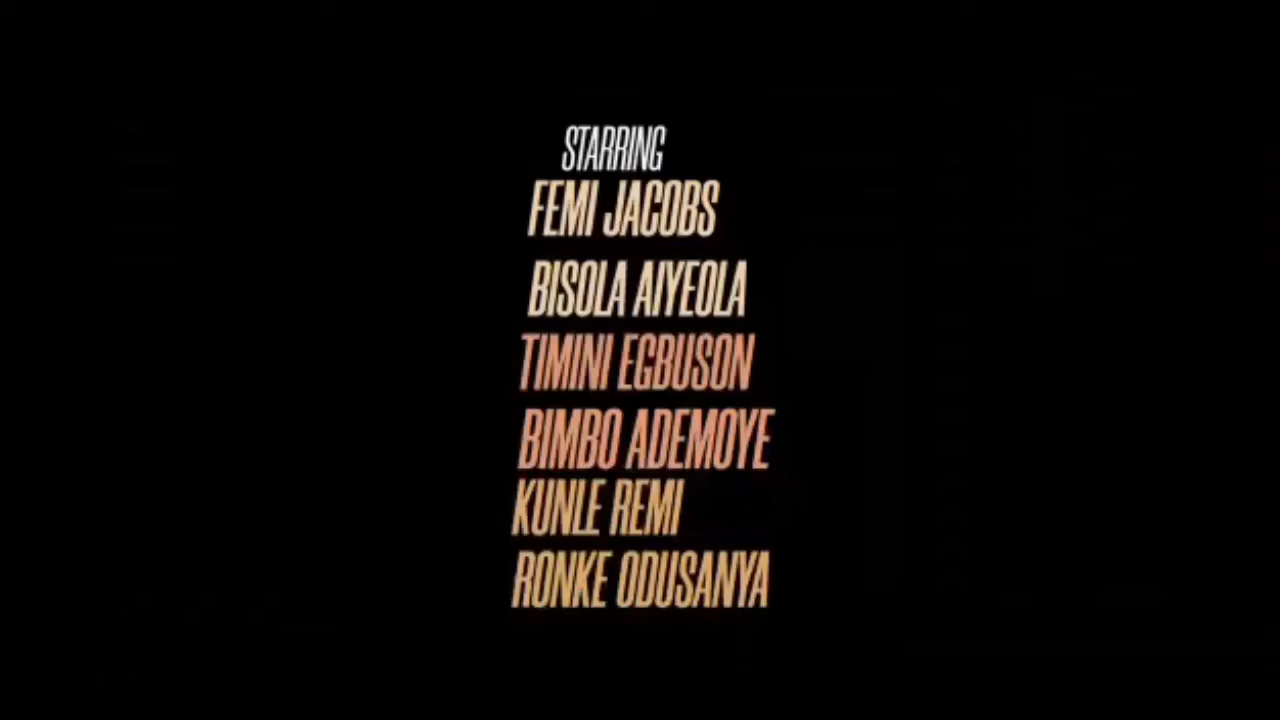 STARRING
FEMI JACOBS
BISOLA AIYEOLA
TIMINI EGBUSON
BIMBO ADEMOYE
KUNLE REMI
RONKE ODUSANYA